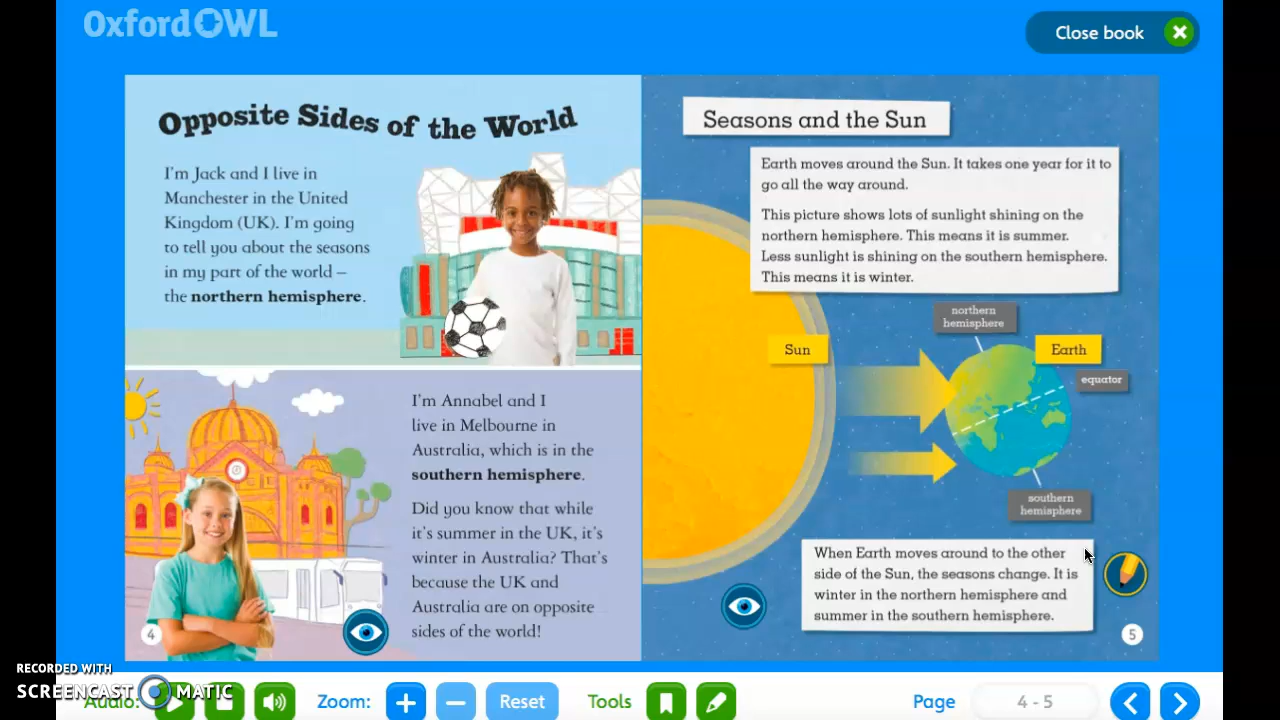 OxfordOWL
Close book
Opposite Sides of the World
I'm Jack and I live in
Manchester in the United
Kingdom (UK). I'm going
to tell you about the seasons
in my part of the world –
the northern hemisphere.
I'm Annabel and I
live in Melbourne in
Australia, which is in the
southern hemisphere.
Did you know that while
it's summer in the UK, it's
winter in Australia? That's
because the UK and
Australia are on opposite
sides of the world!
4
Seasons and the Sun
Earth moves around the Sun. It takes one year for it to
go all the way around.
This picture shows lots of sunlight shining on the
northern hemisphere. This means it is summer.
Less sunlight is shining on the southern hemisphere.
This means it is winter.
northern
hemisphere
Sun
Earth
equator
southern
hemisphere
When Earth moves around to the other
side of the Sun, the seasons change. It is
winter in the northern hemisphere and
summer in the southern hemisphere.
5
RECORDED WITH
SCREENCAST MATIC
Audio:
Zoom:
Reset
Tools
Page
4 - 5